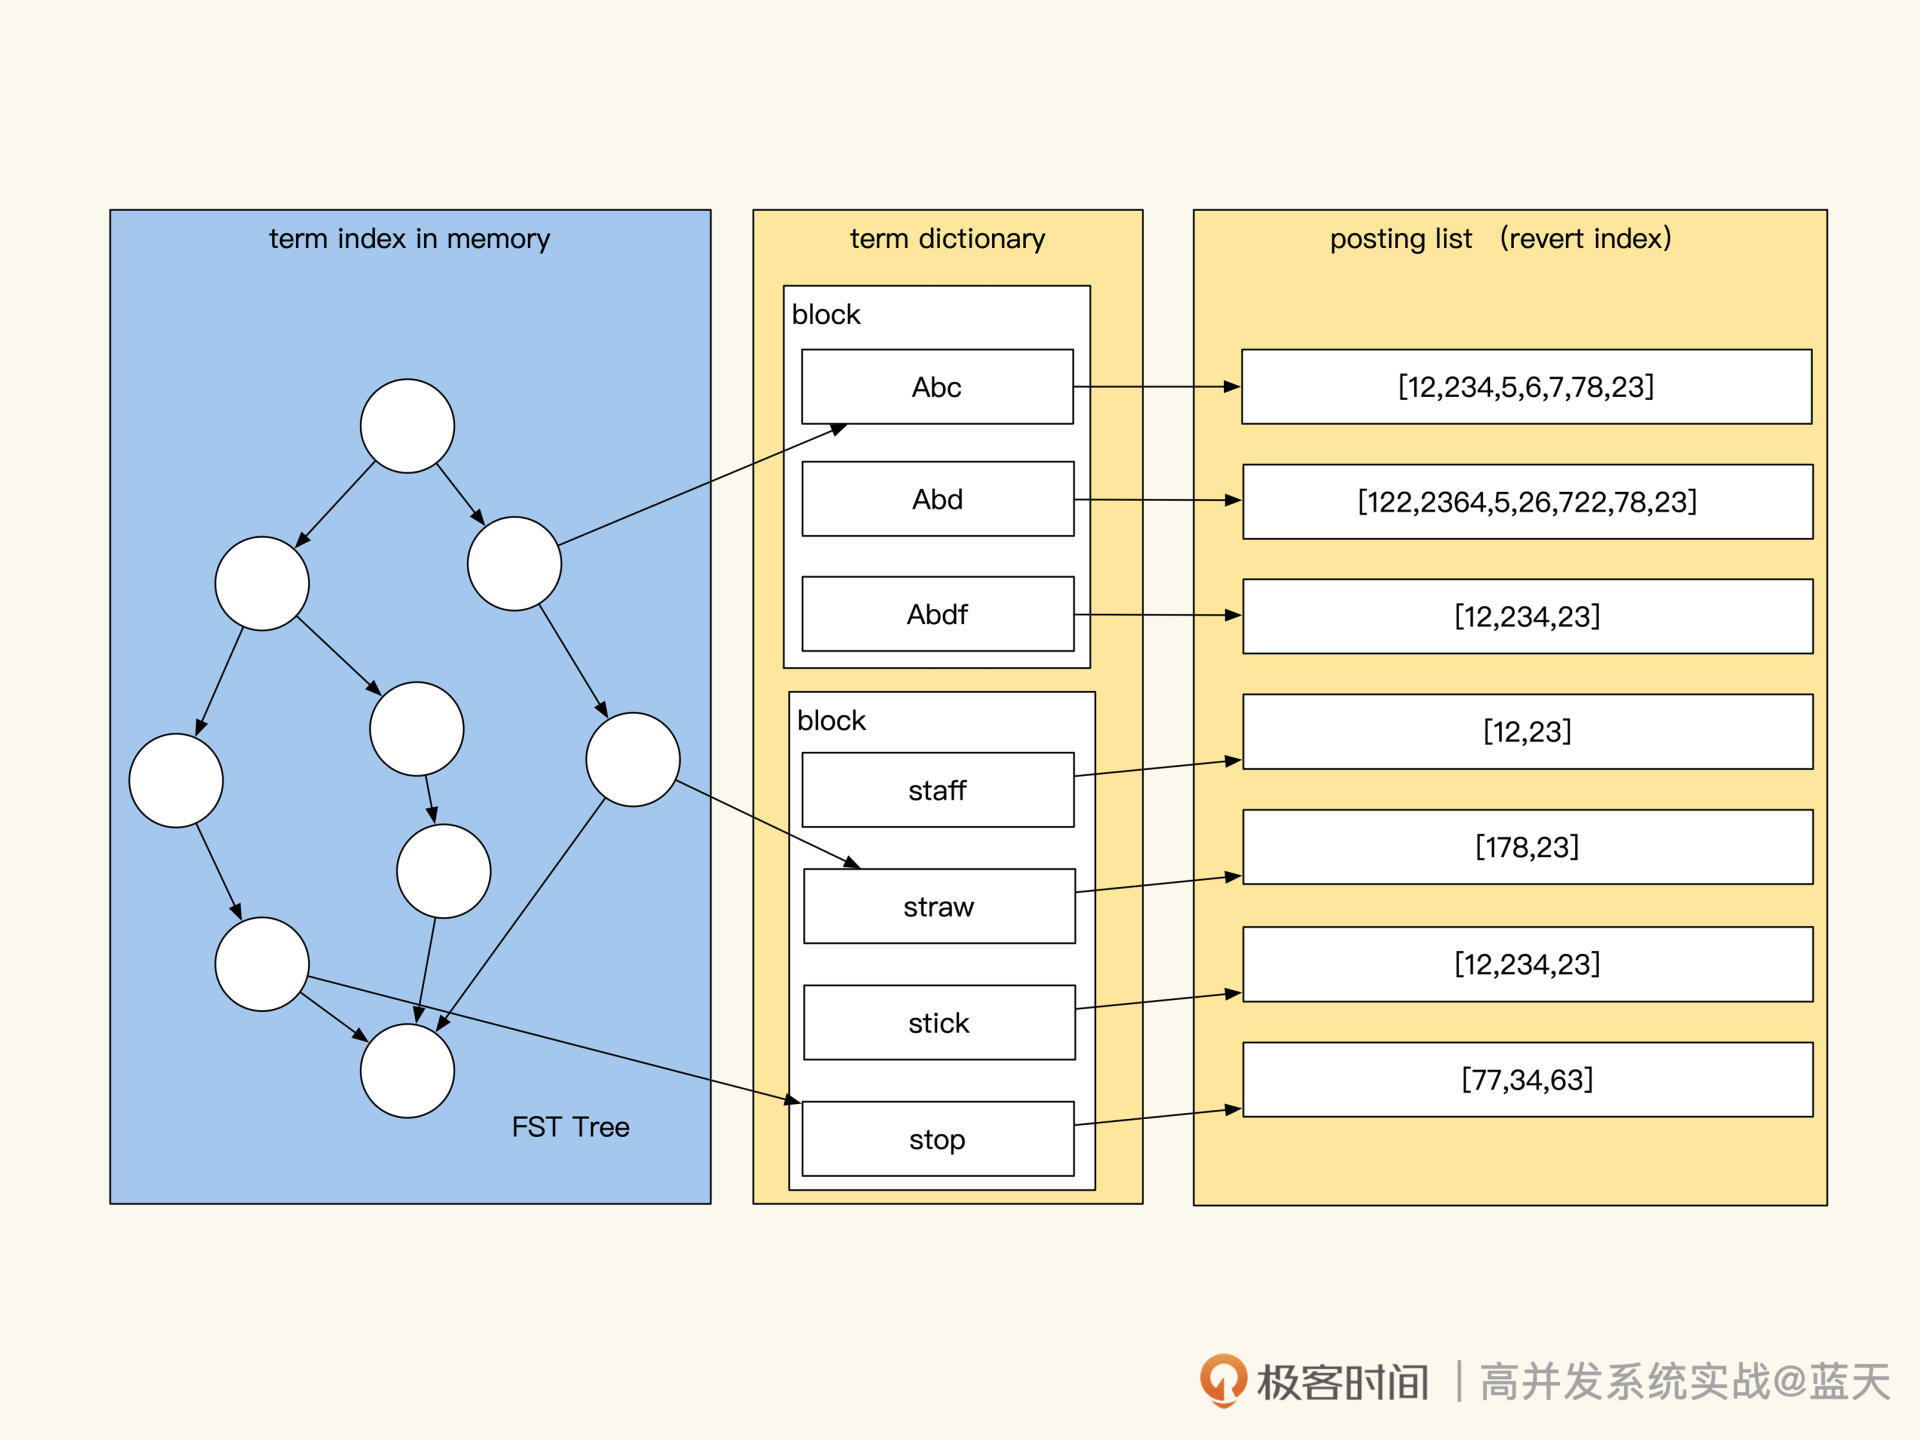 term index in memory
FST Tree
term dictionary
block
Abc
Abd
Abdf
block
staff
straw
stick
stop
posting list （revert index）
[12,234,5,6,7,78,23]
[122,2364,5,26,722,78,23]
[12,234,23]
[12,23]
[178,23]
[12,234,23]
[77,34,63]
极客时间 | 高并发系统实战@蓝天